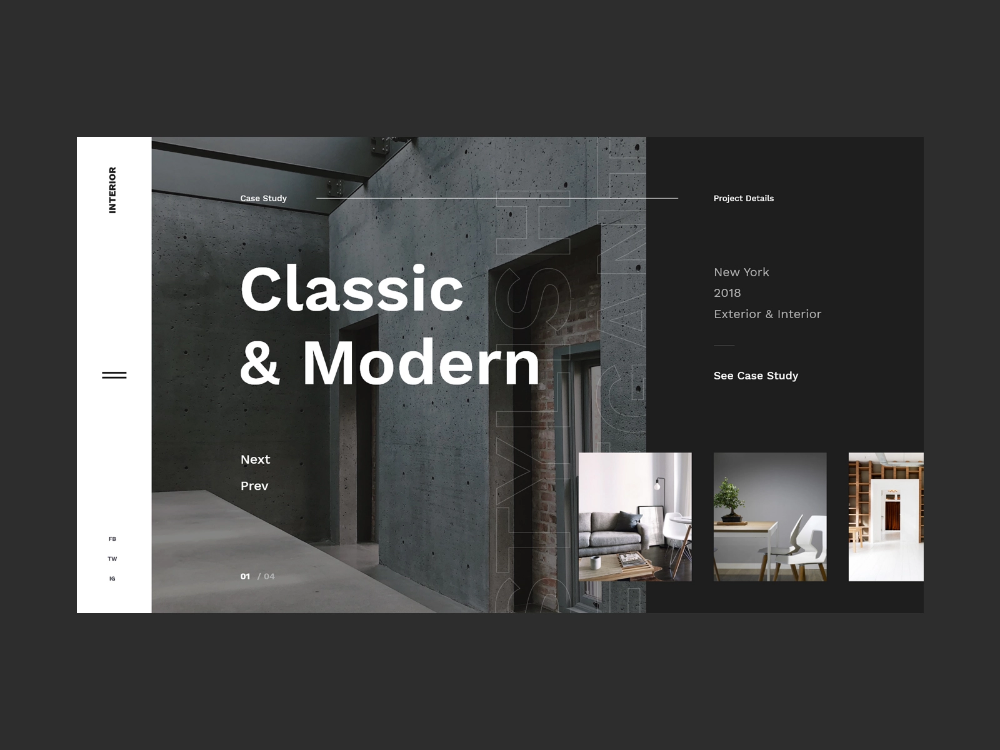 INTERIOR
Case Study
Project Details
Classic
& Modern
New York
2018
Exterior & Interior
See Case Study
Next
Prev
FB
TW
IG
01 / 04
STYLISH